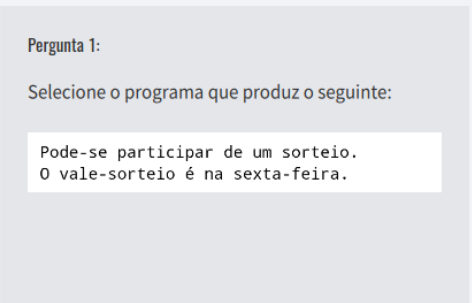 Pergunta 1:
Selecione o programa que produz o seguinte:
Pode-se participar de um sorteio.
O vale-sorteio é na sexta-feira.